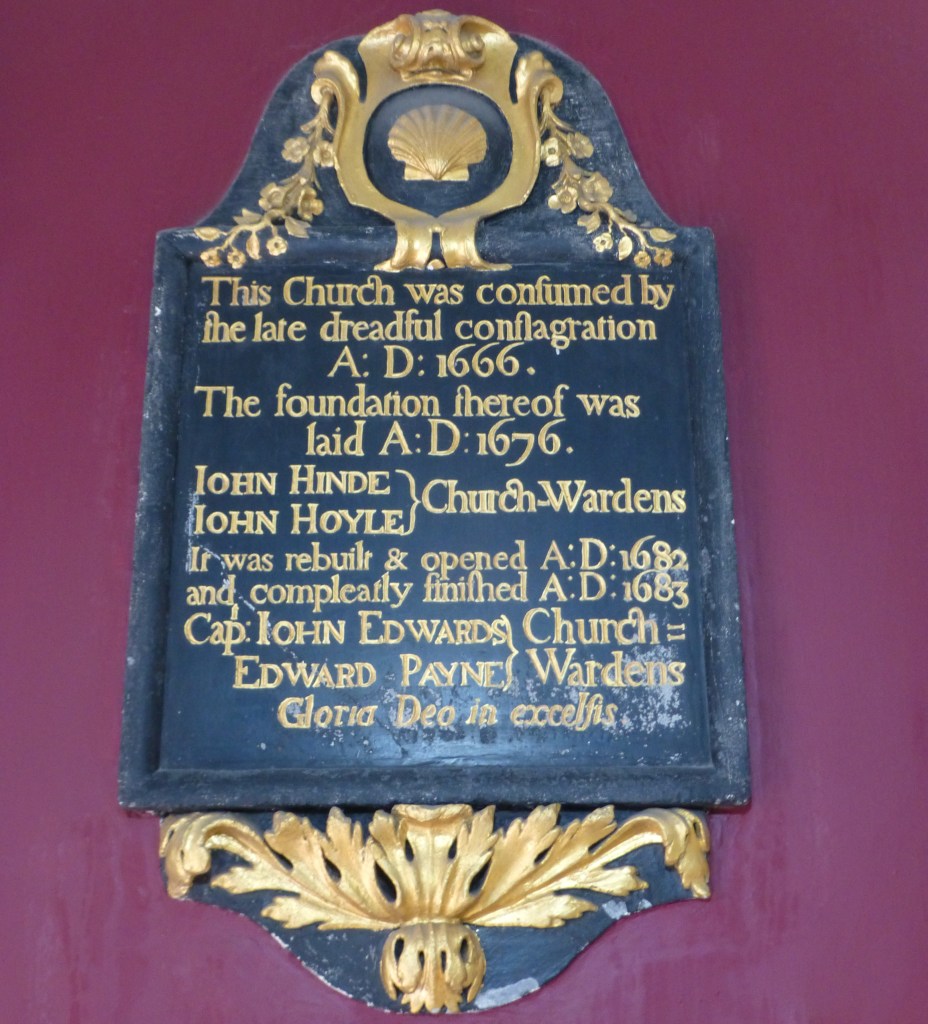 This Church was conſumed by
the late dreadful conflagration
A: D: 1666.
The foundation thereof was
laid A: D: 1676.
IOHN HINDE
IOHN HOYLE } Church-Wardens
It was rebuilt & opened A: D: 1682
and compleatly finiſhed A: D: 1683
Capᵗ: IOHN EDWARDS } Church =
EDWARD PAYNE } Wardens
Gloria Deo in excelſis